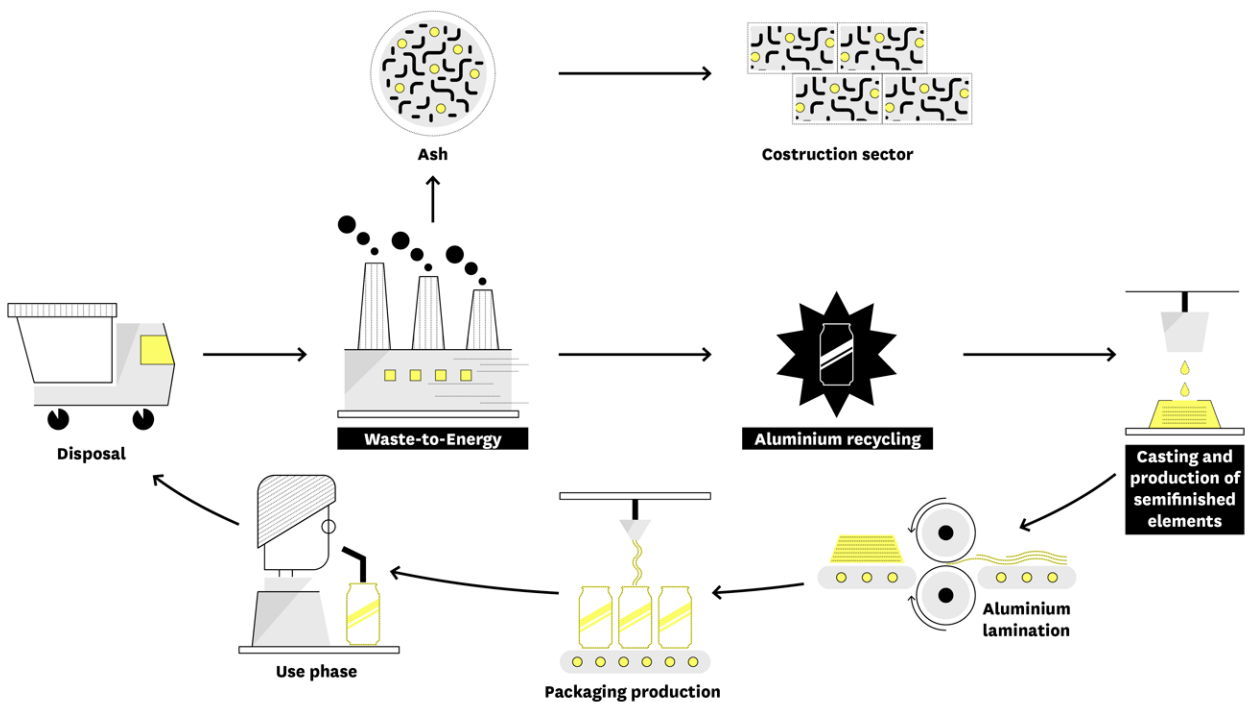 Ash
Costruction sector
Disposal
Waste-to-Energy
Aluminium recycling
Casting and
production of
semifinished
elements
Aluminium
lamination
Packaging production
Use phase